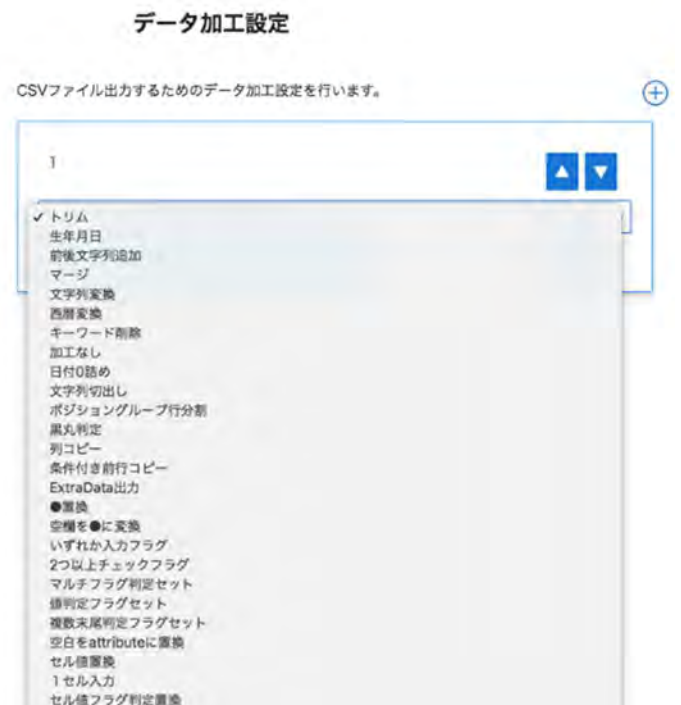 データ加工設定
CSVファイル出力するためのデータ加工設定を行います。
1
✓ トリム
生年月日
前後文字列追加
マージ
文字列変換
西暦変換
キーワード削除
加工なし
日付0詰め
文字列切出し
ポジショングループ行分割
黒丸判定
列コピー
条件付き前行コピー
ExtraData出力
●置換
空欄を●に変換
いずれか入力フラグ
2つ以上チェックフラグ
マルチフラグ判定セット
値判定フラグセット
複数末尾判定フラグセット
空白をattributeに置換
セル値置換
1セル入力
セル値フラグ判定置換